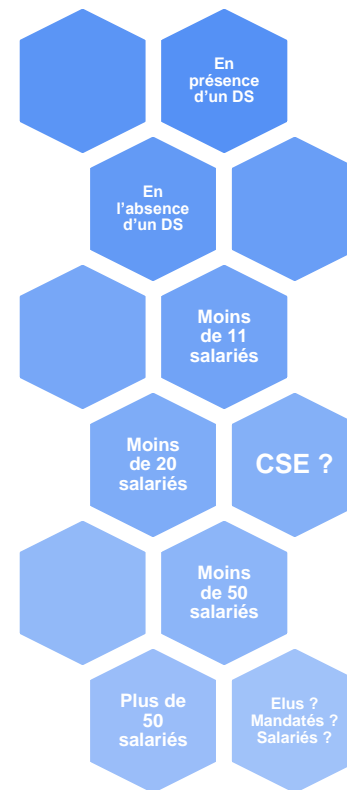 En
présence
d'un DS
En
l'absence
d'un DS
Moins
de 11
salariés
Moins
de 20
salariés
CSE ?
Moins
de 50
salariés
Plus de
50
salariés
Elus ?
Mandatés ?
Salariés ?